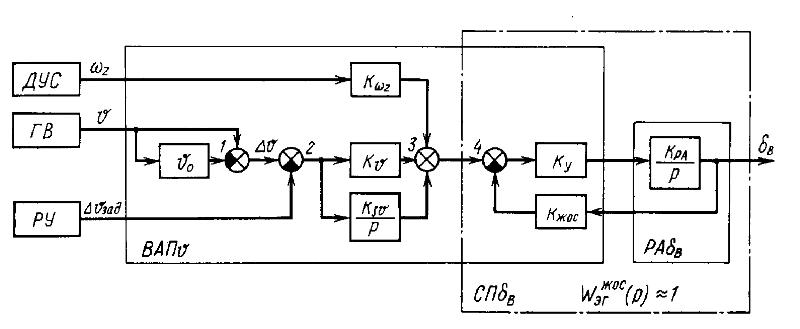 ДУС ω_z K_ωz
ГВ ϑ
ϑ_0 1 Δϑ 2 K_ϑ 3 4 K_У K_РА/p δ_В
РУ Δϑ_зад K_∫ϑ/p K_жос
ВАПϑ СПδ_В W_ЭГ^ЖОС(p)≈1 РАδ_В